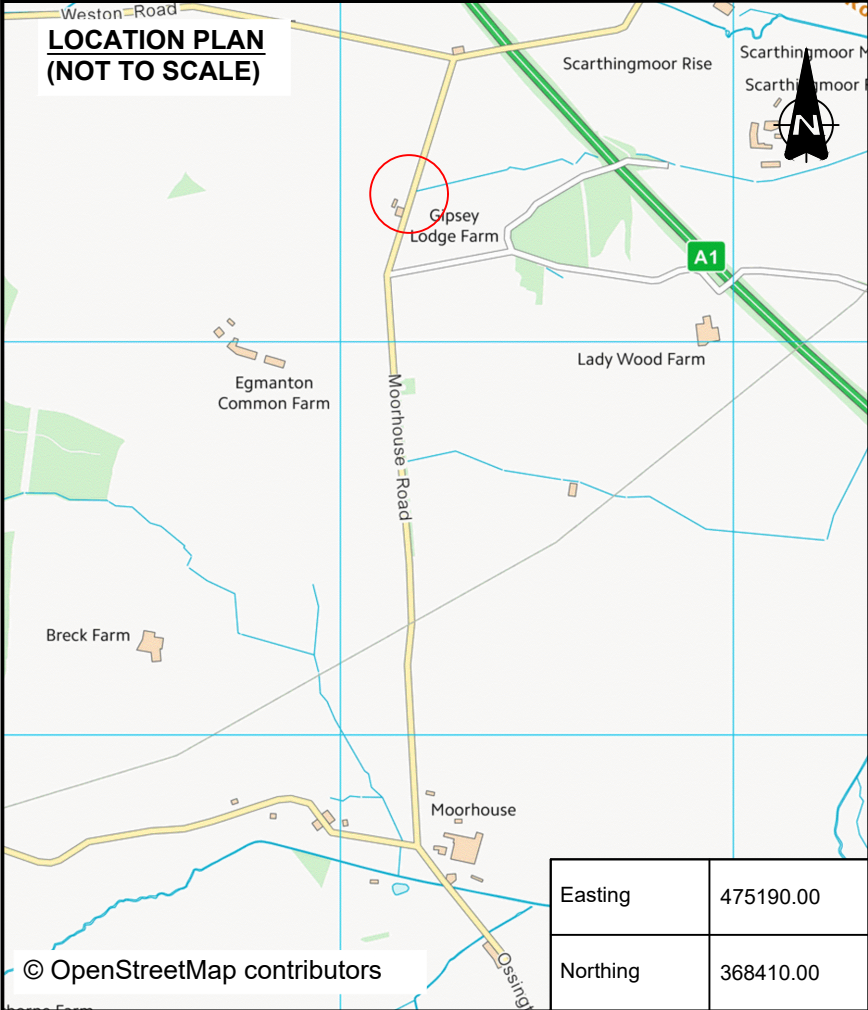 Weston Road
LOCATION PLAN
(NOT TO SCALE)
Scarthingmoor Rise
Scarthingmoor M
Scarthingmoor
N
Gipsey
Lodge Farm
A1
Lady Wood Farm
Egmanton
Common Farm
Moorhouse Road
Breck Farm
Moorhouse
Easting 475190.00
Northing 368410.00
© OpenStreetMap contributors
Ossingt